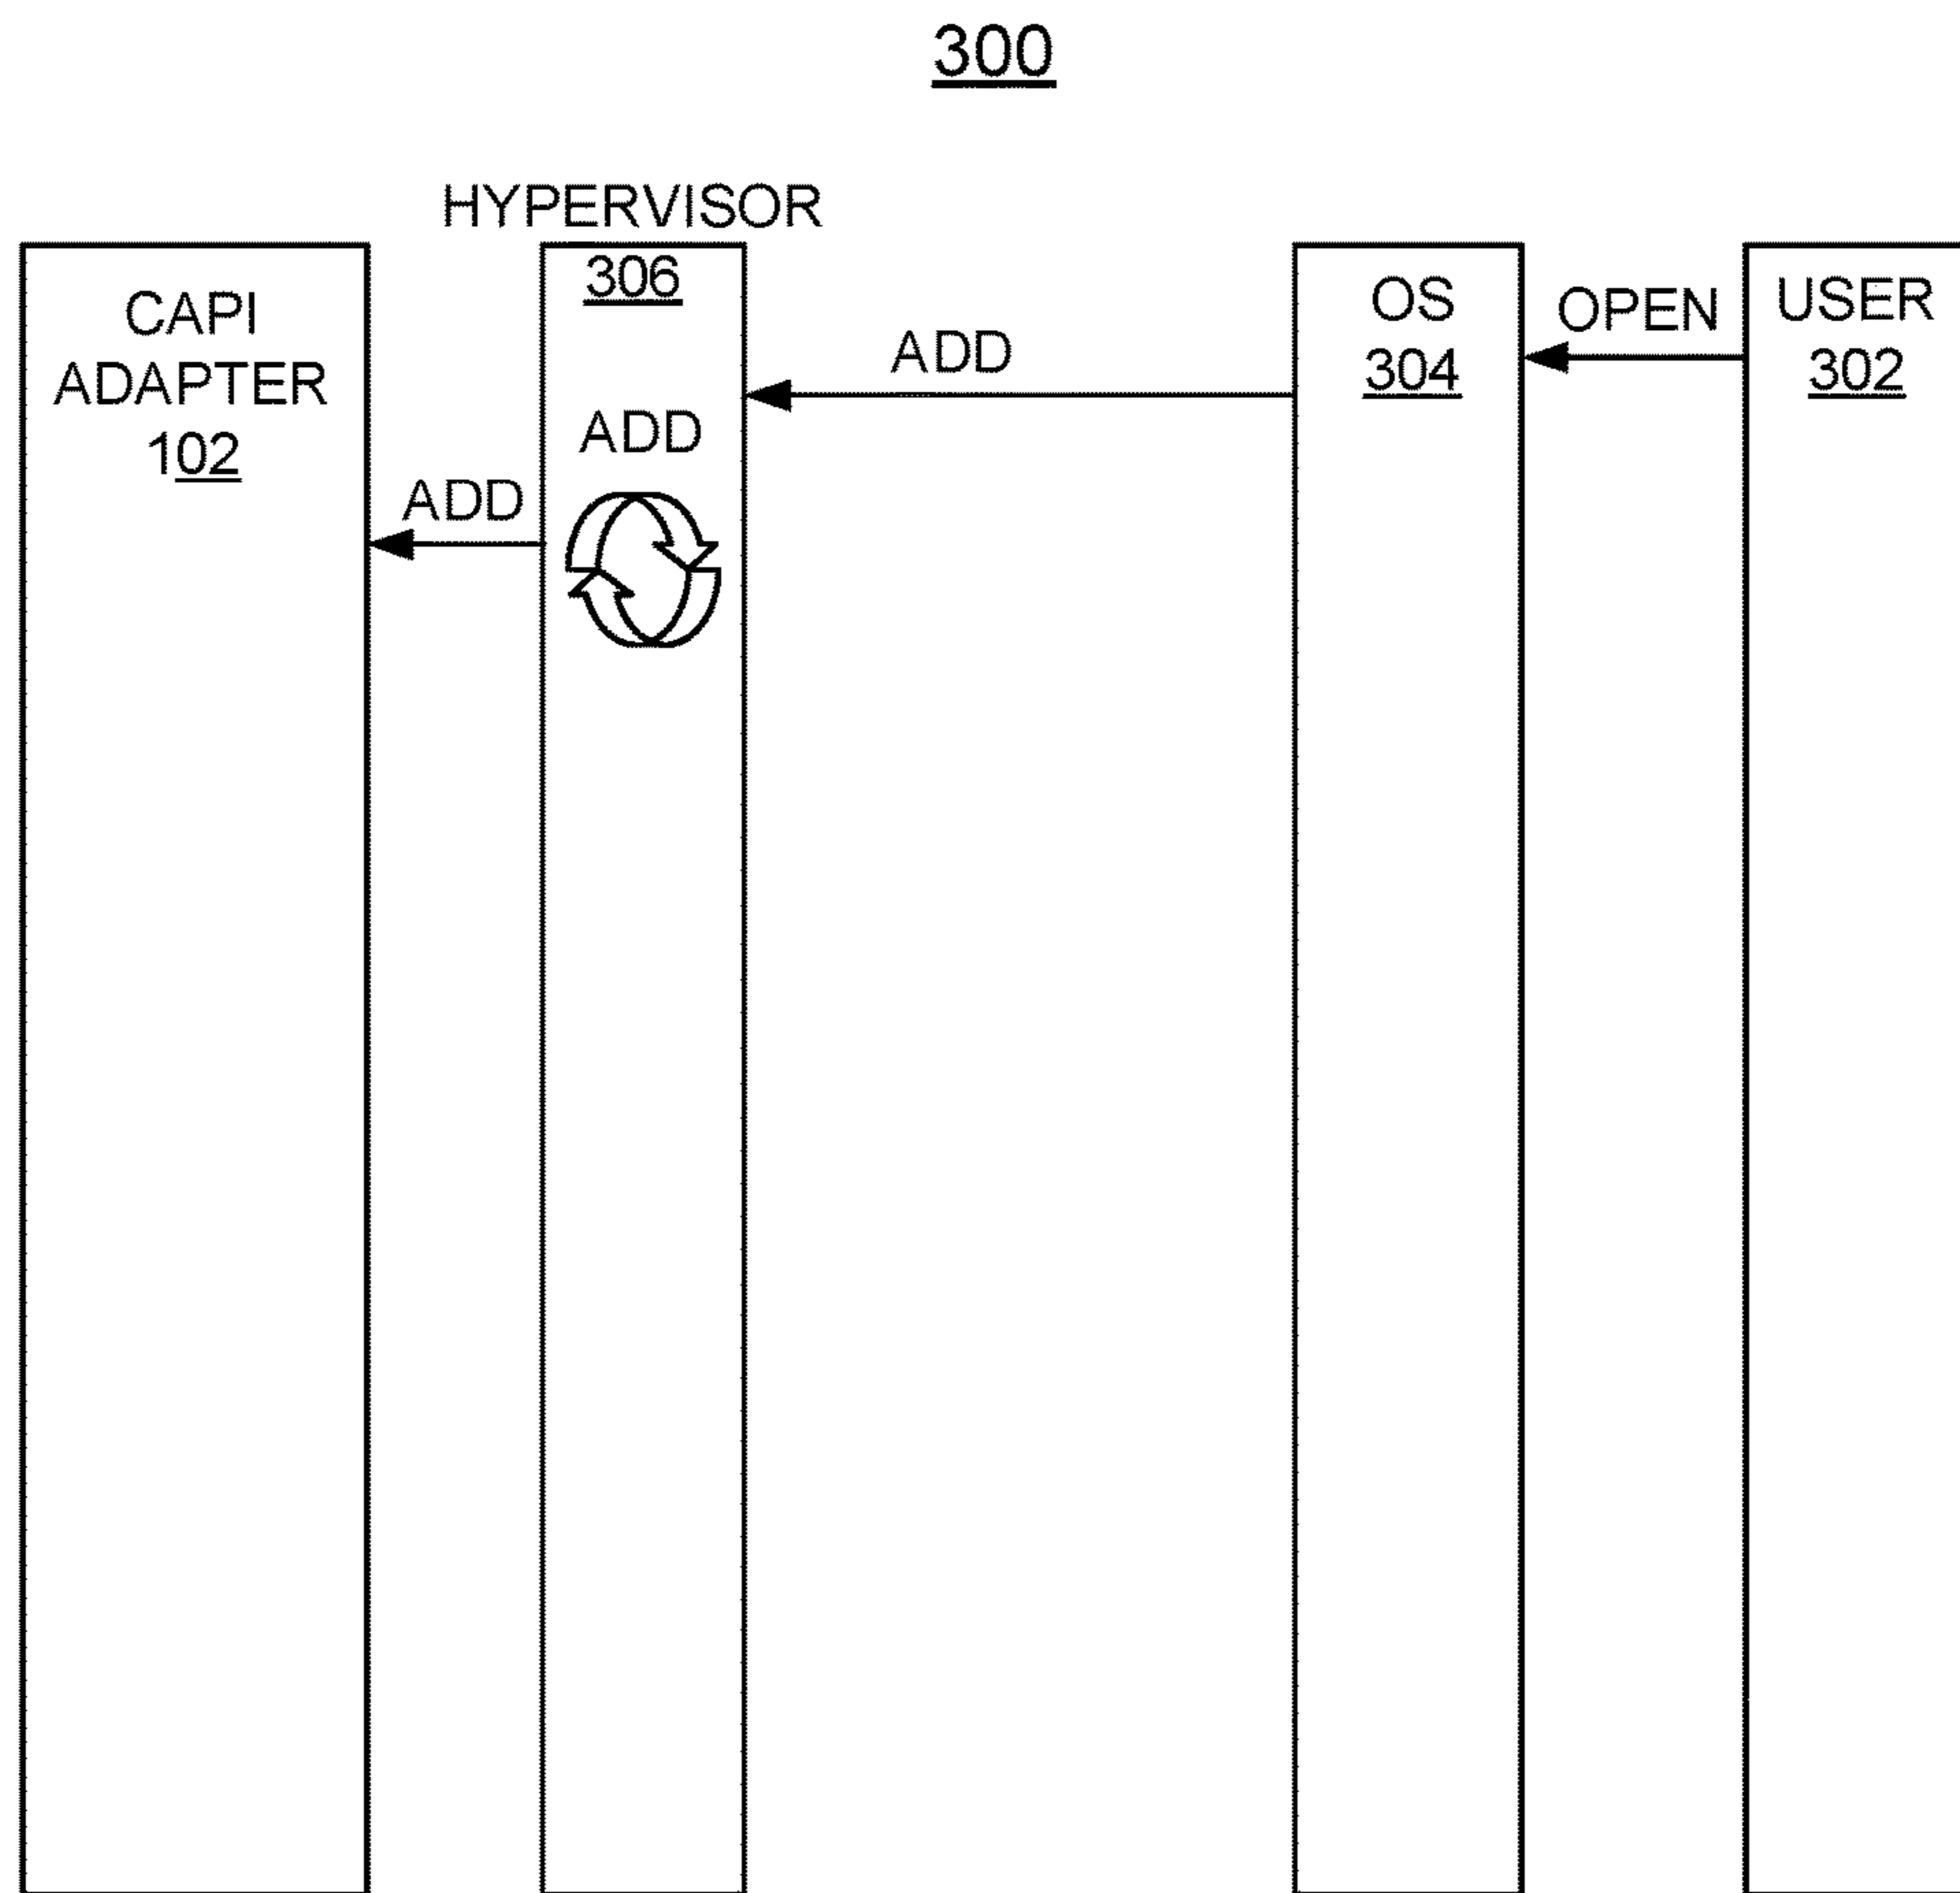 300
HYPERVISOR
306
CAPI
ADAPTER
102
OS
304
OPEN
USER
302
ADD
ADD
ADD